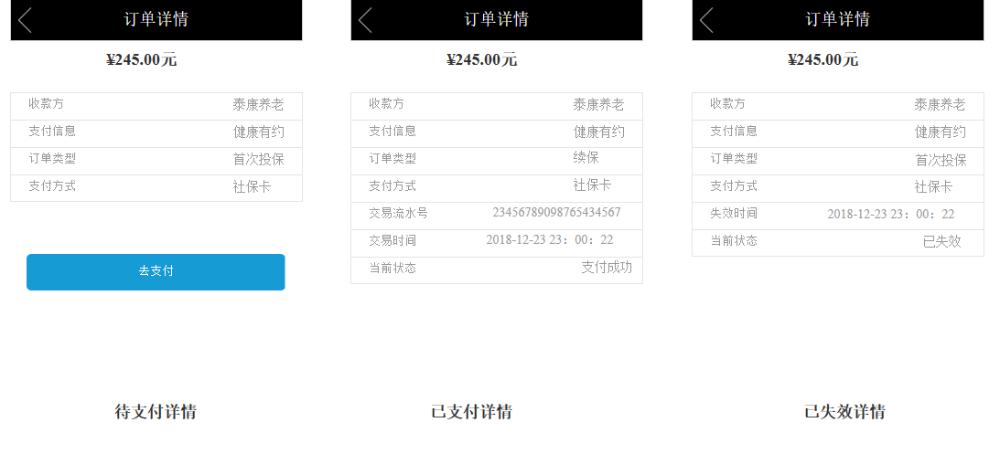 订单详情
¥245.00元
收款方 泰康养老
支付信息 健康有约
订单类型 首次投保
支付方式 社保卡
去支付
待支付详情
订单详情
¥245.00元
收款方 泰康养老
支付信息 健康有约
订单类型 续保
支付方式 社保卡
交易流水号 23456789098765434567
交易时间 2018-12-23 23：00：22
当前状态 支付成功
已支付详情
订单详情
¥245.00元
收款方 泰康养老
支付信息 健康有约
订单类型 首次投保
支付方式 社保卡
失效时间 2018-12-23 23：00：22
当前状态 已失效
已失效详情